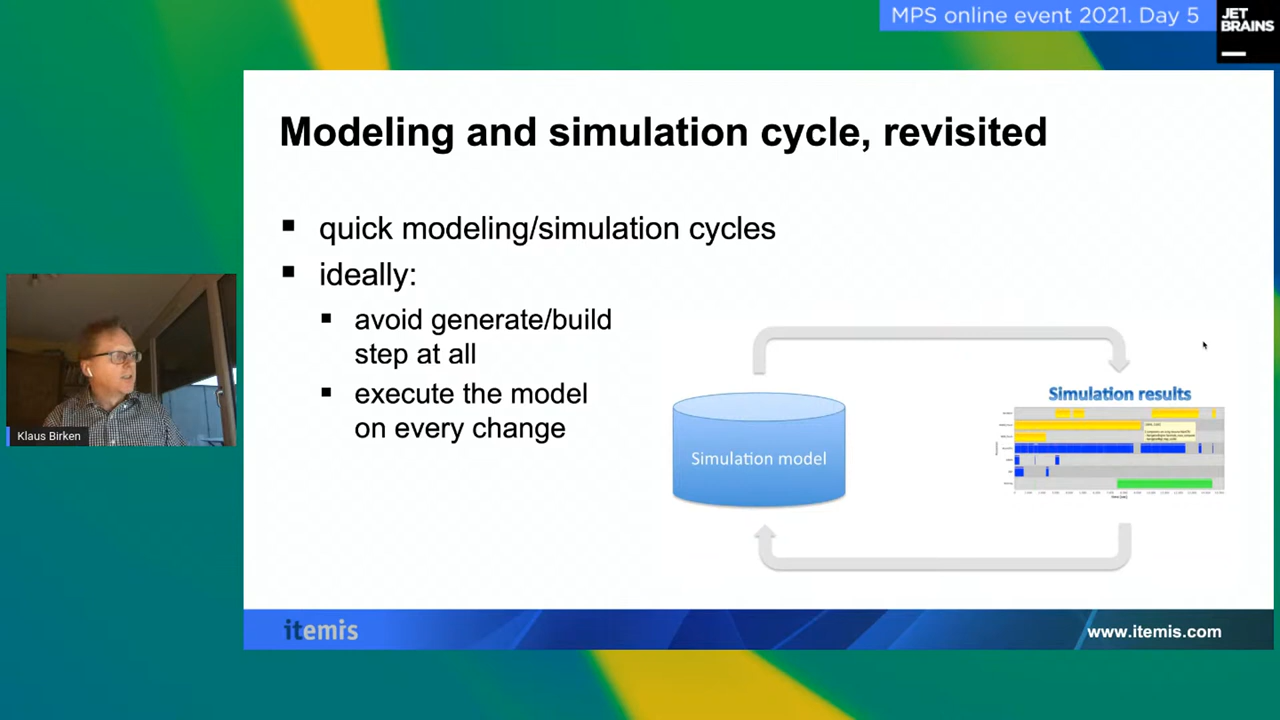 MPS online event 2021. Day 5
JET
BRAINS
Modeling and simulation cycle, revisited
quick modeling/simulation cycles
ideally:
avoid generate/build
step at all
execute the model
on every change
Simulation model
Simulation results
Klaus Birken
itemis
www.itemis.com